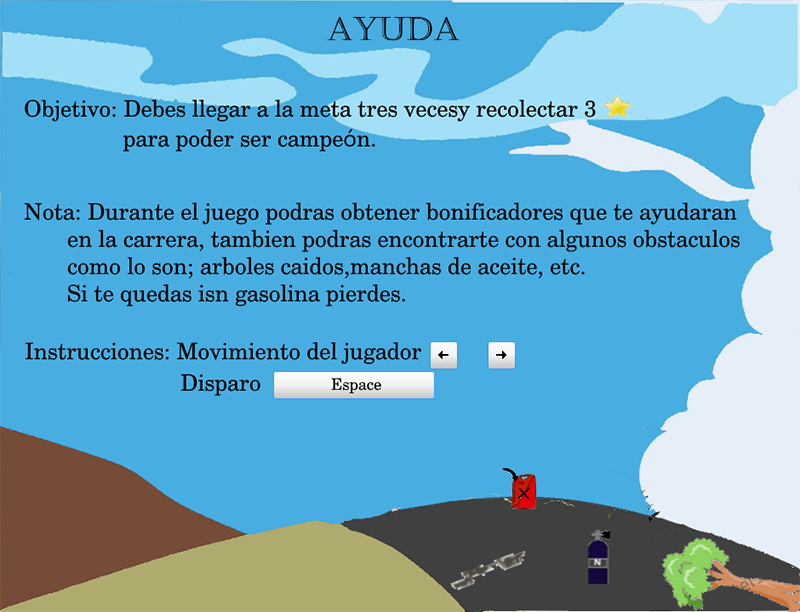 AYUDA
Objetivo: Debes llegar a la meta tres vecesy recolectar 3
para poder ser campeón.
Nota: Durante el juego podras obtener bonificadores que te ayudaran
en la carrera, tambien podras encontrarte con algunos obstaculos
como lo son; arboles caidos,manchas de aceite, etc.
Si te quedas isn gasolina pierdes.
Instrucciones: Movimiento del jugador ← →
Disparo Espace
N